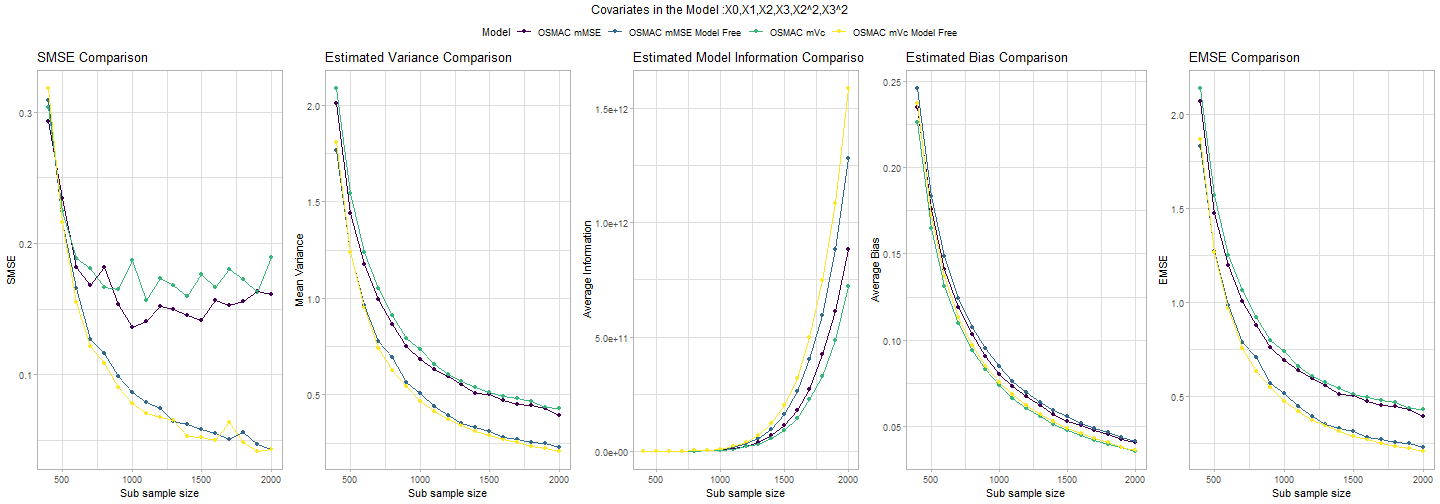 Covariates in the Model :X0,X1,X2,X3,X2^2,X3^2
Model OSMAC mMSE OSMAC mMSE Model Free OSMAC mVc OSMAC mVc Model Free
SMSE Comparison
SMSE
0.3
0.2
0.1
500 1000 1500 2000
Sub sample size
Estimated Variance Comparison
Mean Variance
2.0
1.5
1.0
0.5
500 1000 1500 2000
Sub sample size
Estimated Model Information Compariso
Average Information
1.5e+12
1.0e+12
5.0e+11
0.0e+00
500 1000 1500 2000
Sub sample size
Estimated Bias Comparison
Average Bias
0.25
0.20
0.15
0.10
0.05
500 1000 1500 2000
Sub sample size
EMSE Comparison
EMSE
2.0
1.5
1.0
0.5
500 1000 1500 2000
Sub sample size